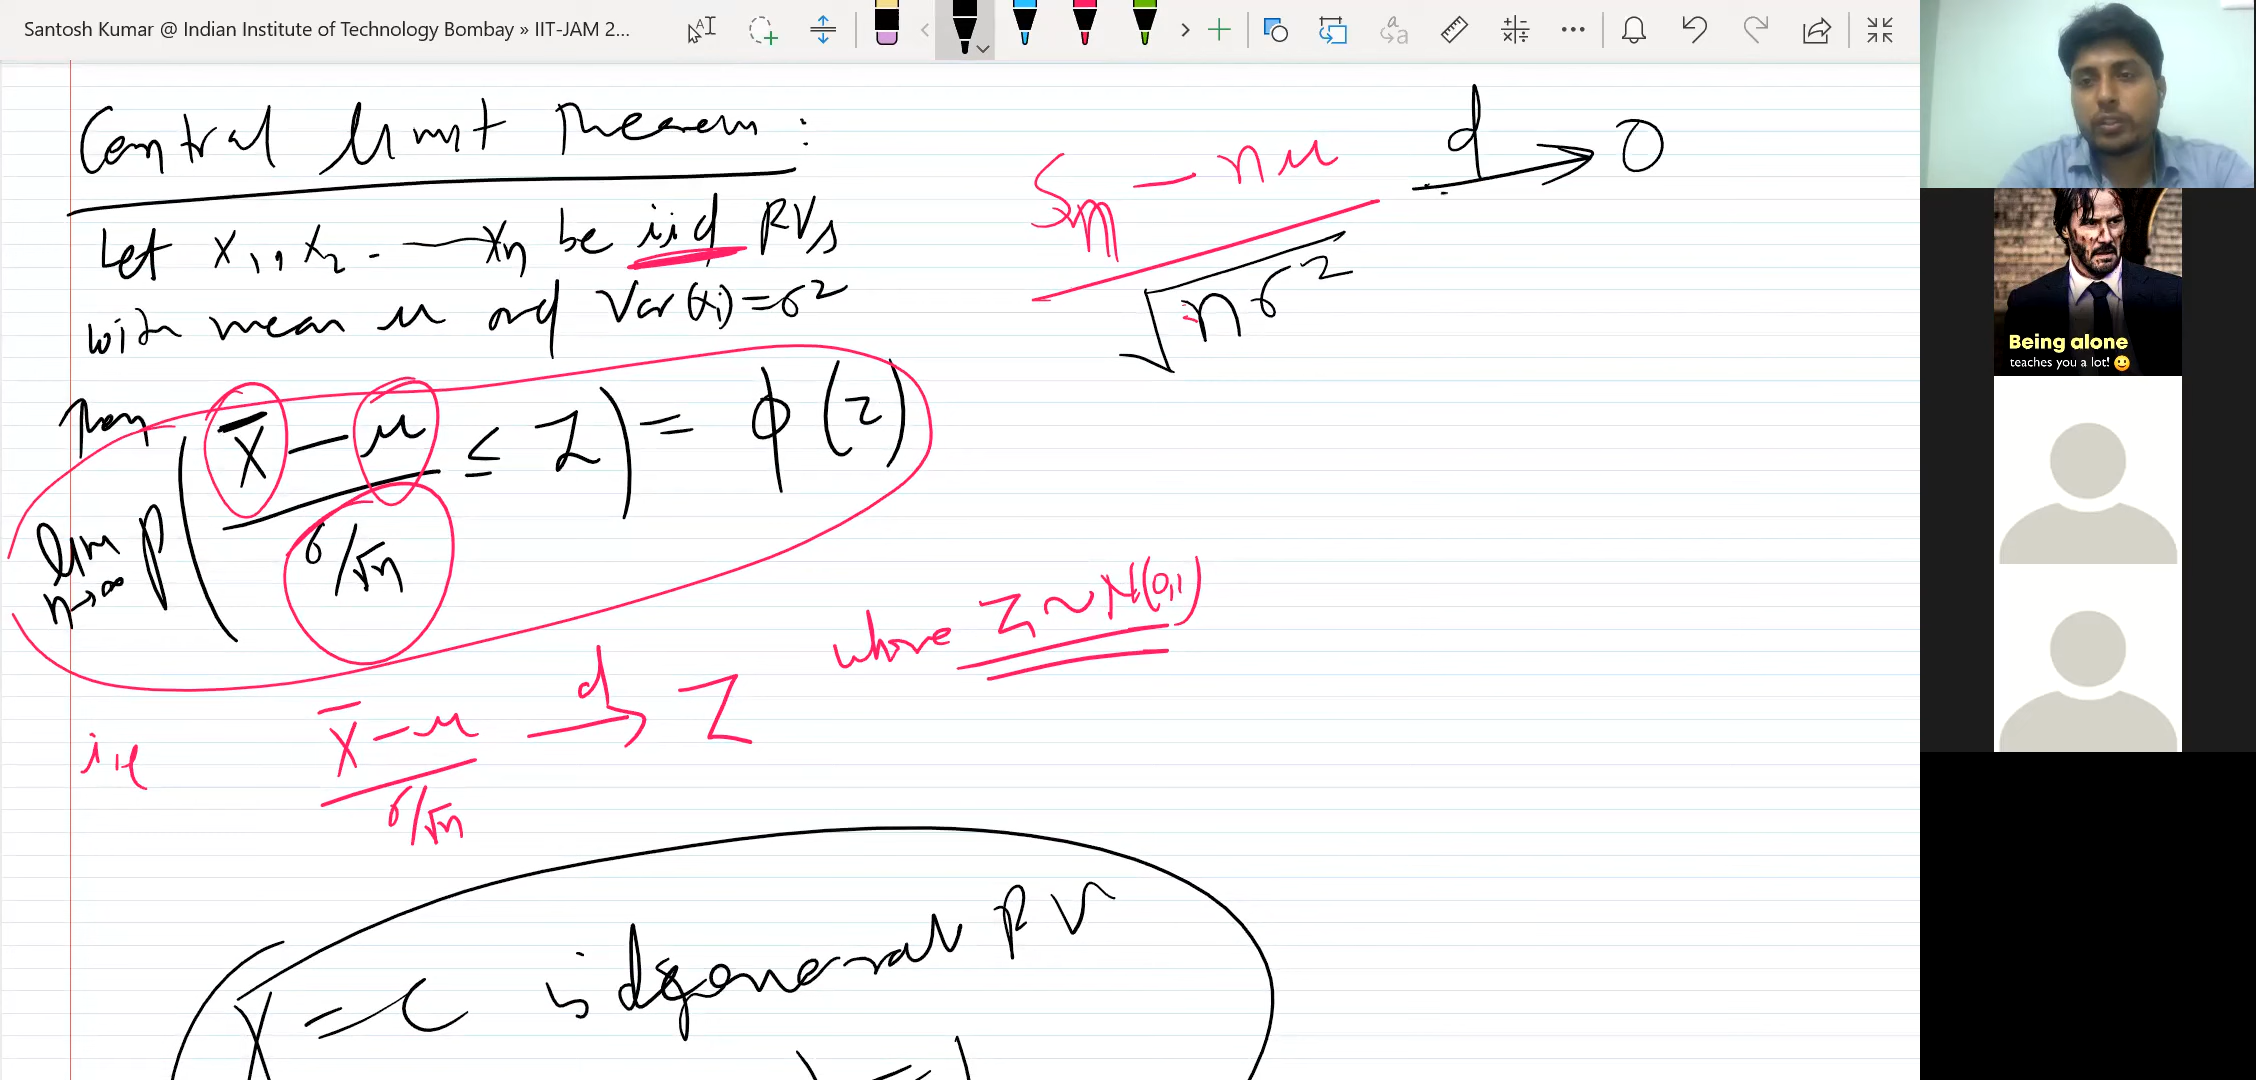 Santosh Kumar @ Indian Institute of Technology Bombay » IIT-JAM 2...
Central limit Theorem:
Let X₁, X₂ . —— Xn be iid RVs
with mean μ and Var(Xi) = σ²
Then
lim n→∞ P( (X̄ − μ)/(σ/√n) ≤ Z ) = ϕ(z)
i.e (X̄ − μ)/(σ/√n) d→ Z where Z ~ N(0,1)
(Sn − nμ)/√(nσ²) d→ 0
X = C is degenerate RV
= 1
Being alone
teaches you a lot! 😀